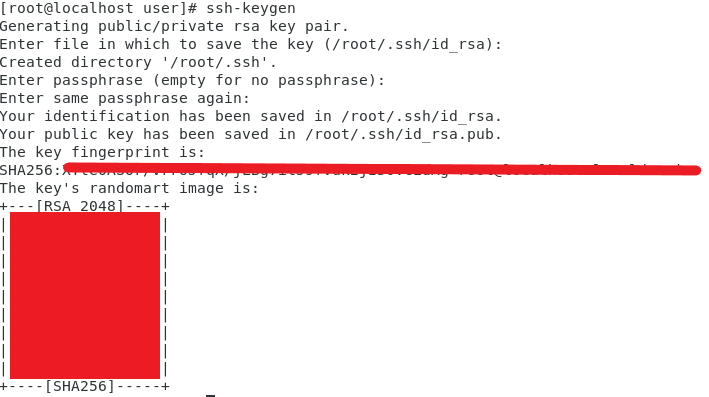 [root@localhost user]# ssh-keygen
Generating public/private rsa key pair.
Enter file in which to save the key (/root/.ssh/id_rsa):
Created directory '/root/.ssh'.
Enter passphrase (empty for no passphrase):
Enter same passphrase again:
Your identification has been saved in /root/.ssh/id_rsa.
Your public key has been saved in /root/.ssh/id_rsa.pub.
The key fingerprint is:
SHA256:
The key's randomart image is:
+---[RSA 2048]----+
| |
| |
| |
| |
| |
| |
| |
| |
| |
+----[SHA256]-----+